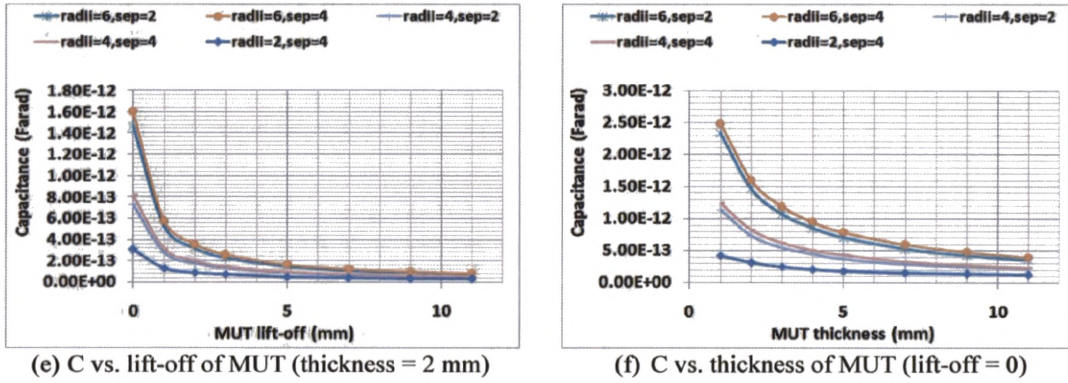 radii=6,sep=2 radii=6,sep=4 radii=4,sep=2
radii=4,sep=4 radii=2,sep=4
Capacitance (Farad)
1.80E-12
1.60E-12
1.40E-12
1.20E-12
1.00E-12
8.00E-13
6.00E-13
4.00E-13
2.00E-13
0.00E+00
0 5 10
MUT lift-off (mm)
(e) C vs. lift-off of MUT (thickness = 2 mm)
radii=6,sep=2 radii=6,sep=4 radii=4,sep=2
radii=4,sep=4 radii=2,sep=4
Capacitance (Farad)
3.00E-12
2.50E-12
2.00E-12
1.50E-12
1.00E-12
5.00E-13
0.00E+00
0 5 10
MUT thickness (mm)
(f) C vs. thickness of MUT (lift-off = 0)